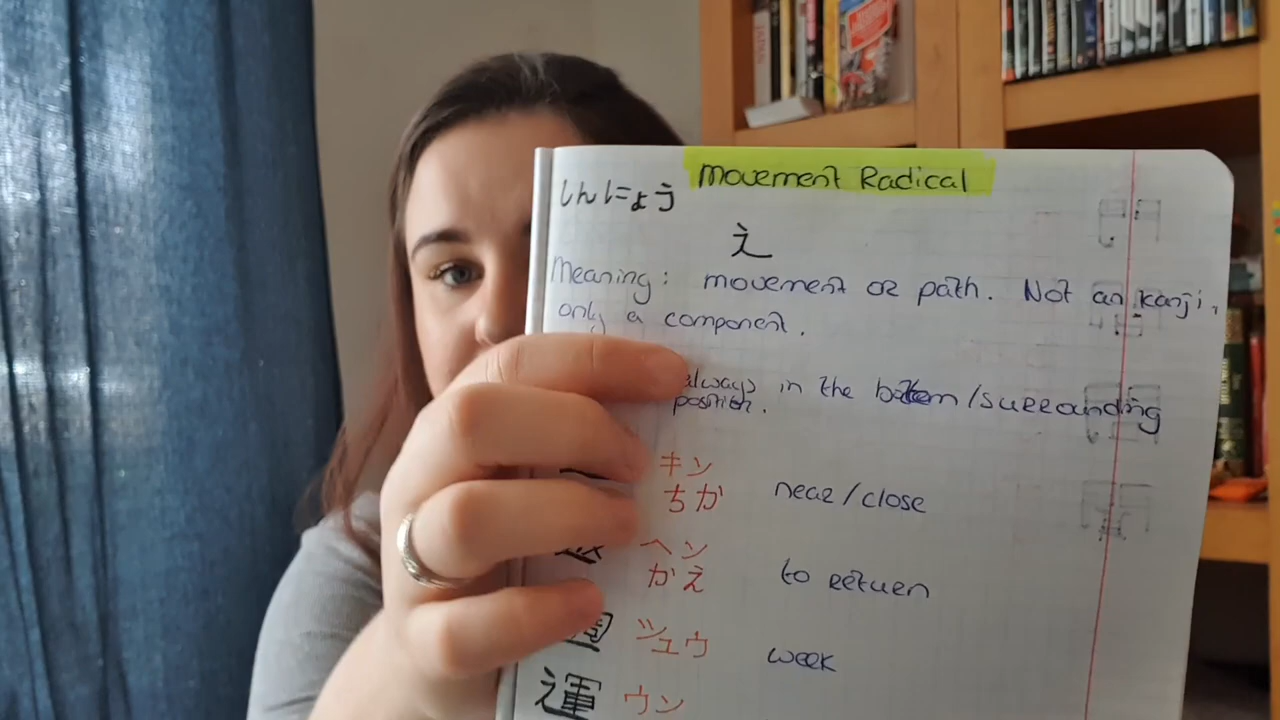 Movement Radical
しんにょう
え
Meaning: movement or path. Not an kanji,
only a component.
always in the bottom/surrounding
position.
キン
ちか near/close
ヘン
かえ to return
週 ツュウ week
運 ウン